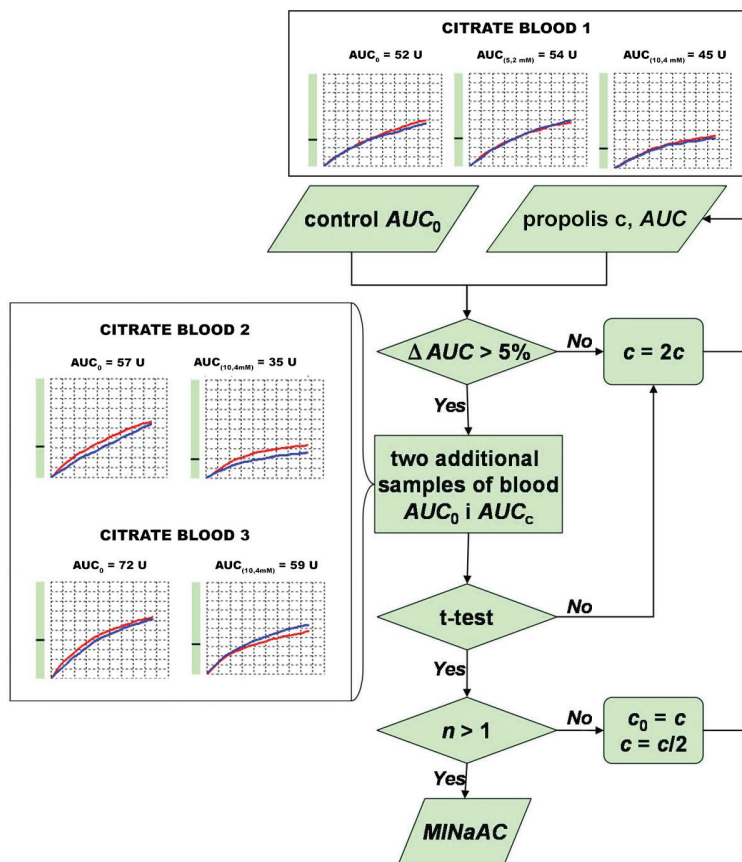 CITRATE BLOOD 1
AUC0 = 52 U
AUC(5,2 mM) = 54 U
AUC(10,4 mM) = 45 U
control AUC0
propolis c, AUC
Δ AUC > 5%
No
c = 2c
Yes
CITRATE BLOOD 2
AUC0 = 57 U
AUC(10,4mM) = 35 U
two additional
samples of blood
AUC0 i AUCc
CITRATE BLOOD 3
AUC0 = 72 U
AUC(10,4mM) = 59 U
t-test
No
Yes
n > 1
No
c0 = c
c = c/2
Yes
MINaAC